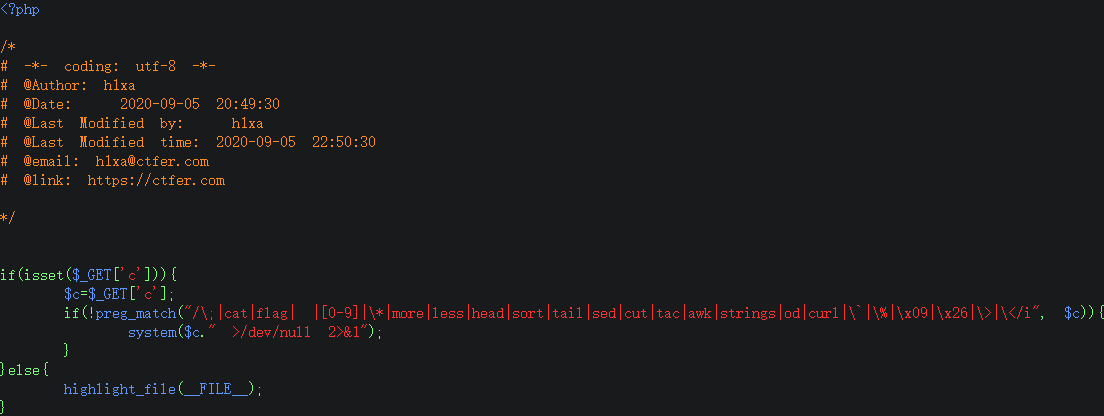 <?php

/*
# -*- coding: utf-8 -*-
# @Author: h1xa
# @Date:   2020-09-05 20:49:30
# @Last Modified by:   h1xa
# @Last Modified time: 2020-09-05 22:50:30
# @email: h1xa@ctfer.com
# @link: https://ctfer.com

*/

if(isset($_GET['c'])){
    $c=$_GET['c'];
    if(!preg_match("/\;|cat|flag| |[0-9]|\*|more|less|head|sort|tail|sed|cut|tac|awk|strings|od|curl|\`|\%|\x09|\x26|\>|\</i", $c)){
        system($c." >/dev/null 2>&1");
    }
}else{
    highlight_file(__FILE__);
}